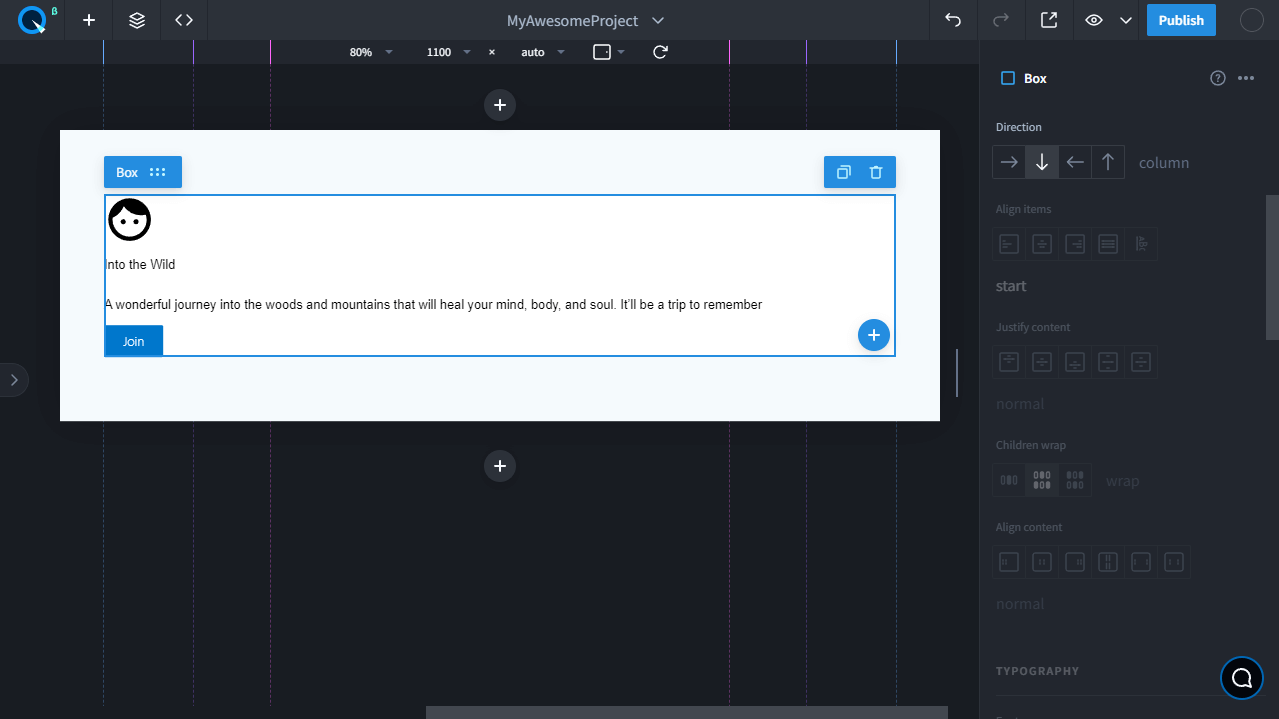 β
MyAwesomeProject
Publish
80% 1100 × auto
Box
Direction
column
Align items
start
Justify content
normal
Children wrap
wrap
Align content
normal
TYPOGRAPHY
Box
Into the Wild
A wonderful journey into the woods and mountains that will heal your mind, body, and soul. It'll be a trip to remember
Join